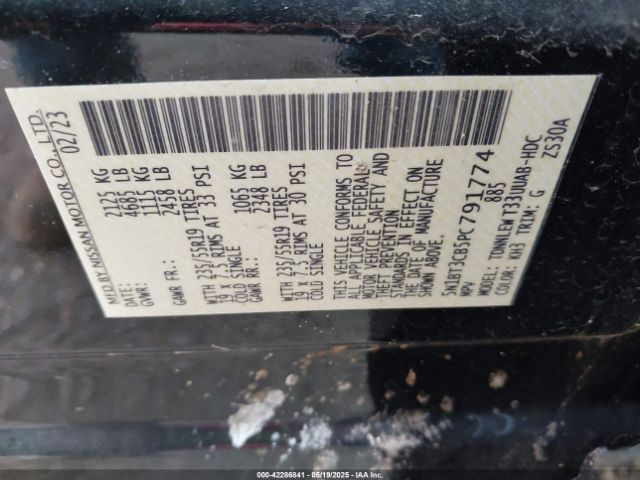 MFD BY NISSAN MOTOR CO., LTD.
DATE: 02/23
GVWR: 2125 KG
4685 LB
GAWR FR.: 1115 KG
2458 LB
WITH 235/55R19 TIRES
19 X 7.5 RIMS AT 33 PSI
COLD SINGLE
GAWR RR.: 1065 KG
2348 LB
WITH 235/55R19 TIRES
19 X 7.5 RIMS AT 30 PSI
COLD SINGLE
THIS VEHICLE CONFORMS TO
ALL APPLICABLE FEDERAL
MOTOR VEHICLE SAFETY AND
THEFT PREVENTION
STANDARDS IN EFFECT ON
THE DATE OF MANUFACTURE
SHOWN ABOVE.
5N1BT3CB5PC791774
MPV 885
MODEL: TDWNLEWT33UUAB-HDC
COLOR: KH3 TRIM: G ZS30A
000-42286841 - 05/19/2025 - IAAI.com